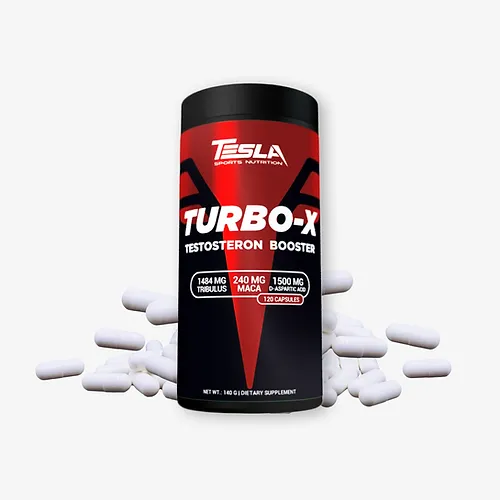 TESLA
SPORTS NUTRITION
TURBO-X
TESTOSTERON BOOSTER
1484 MG 240 MG 1500 MG
TRIBULUS MACA D-ASPARTIC ACID
120 CAPSULES
NET WT.: 140 G | DIETARY SUPPLEMENT